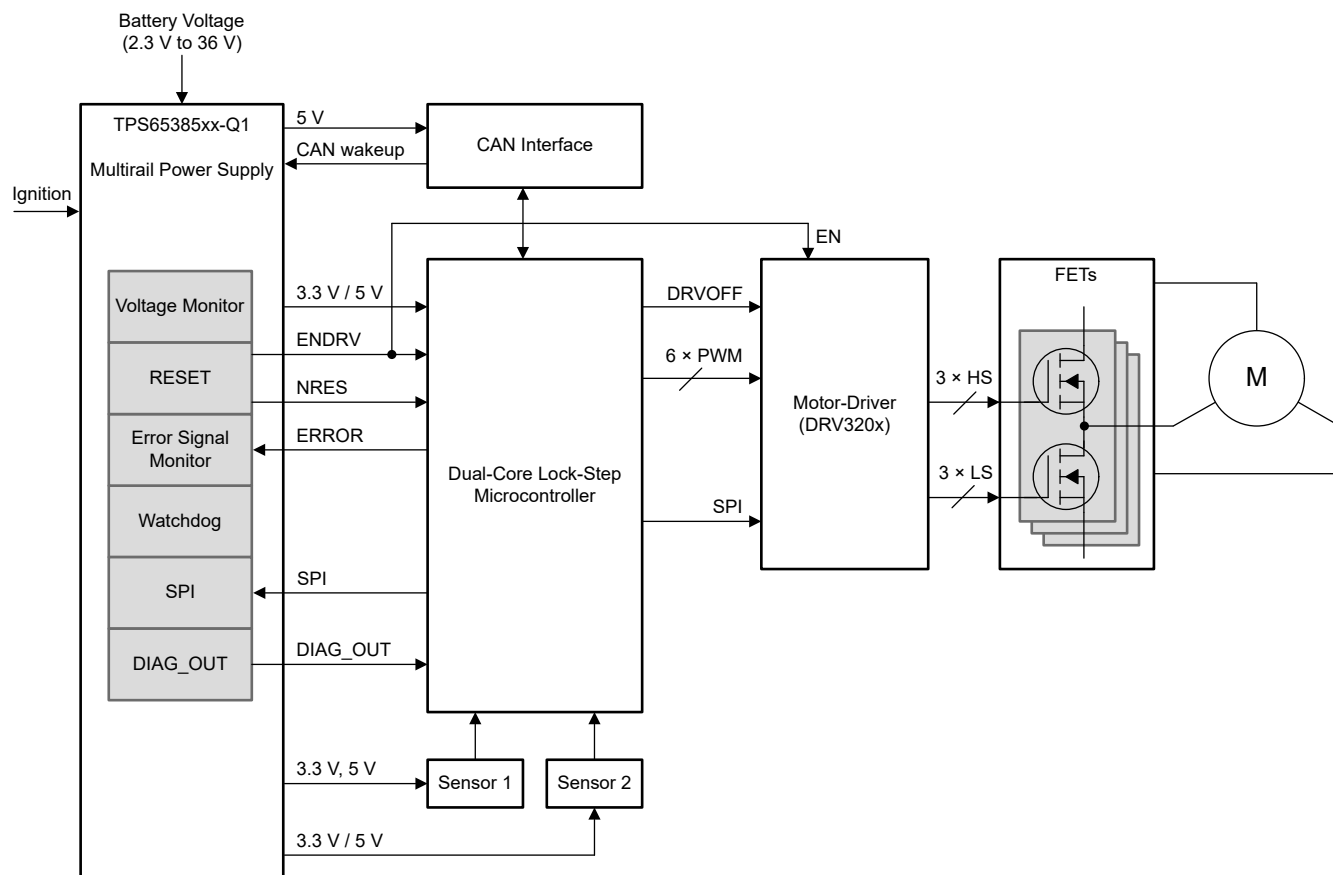 Battery Voltage
(2.3 V to 36 V)
TPS65385xx-Q1
Multirail Power Supply
Ignition
5 V
CAN wakeup
CAN Interface
EN
Voltage Monitor
RESET
Error Signal
Monitor
Watchdog
SPI
DIAG_OUT
3.3 V / 5 V
ENDRV
NRES
ERROR
SPI
DIAG_OUT
Dual-Core Lock-Step
Microcontroller
DRVOFF
6 × PWM
SPI
Motor-Driver
(DRV320x)
3 × HS
3 × LS
FETs
M
3.3 V, 5 V
Sensor 1
Sensor 2
3.3 V / 5 V